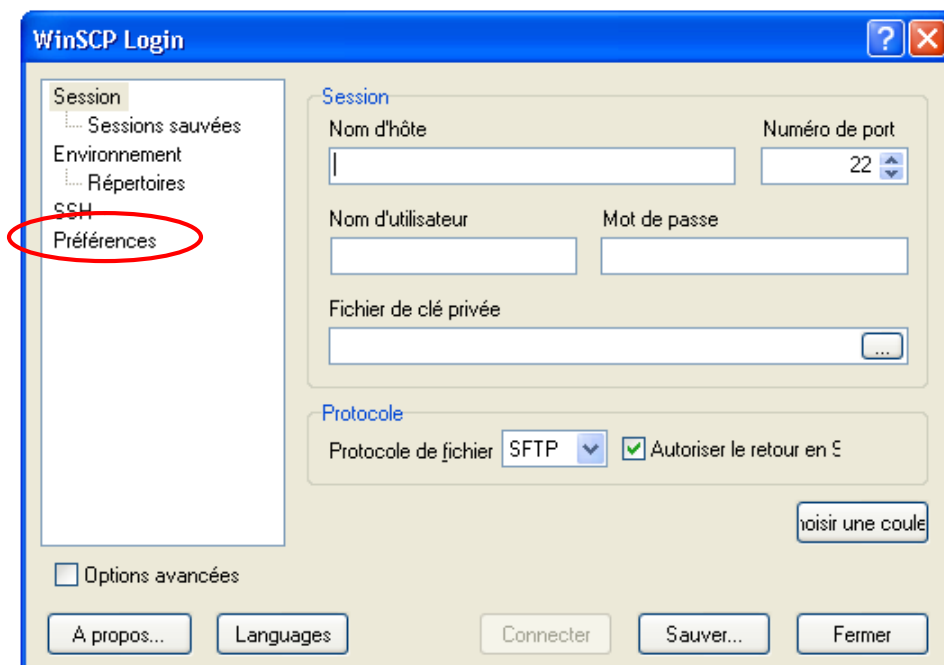 WinSCP Login
Session
Sessions sauvées
Environnement
Répertoires
SSH
Préférences
Session
Nom d'hôte Numéro de port
22
Nom d'utilisateur Mot de passe
Fichier de clé privée
...
Protocole
Protocole de fichier SFTP Autoriser le retour en S
hoisir une coule
Options avancées
A propos... Languages Connecter Sauver... Fermer